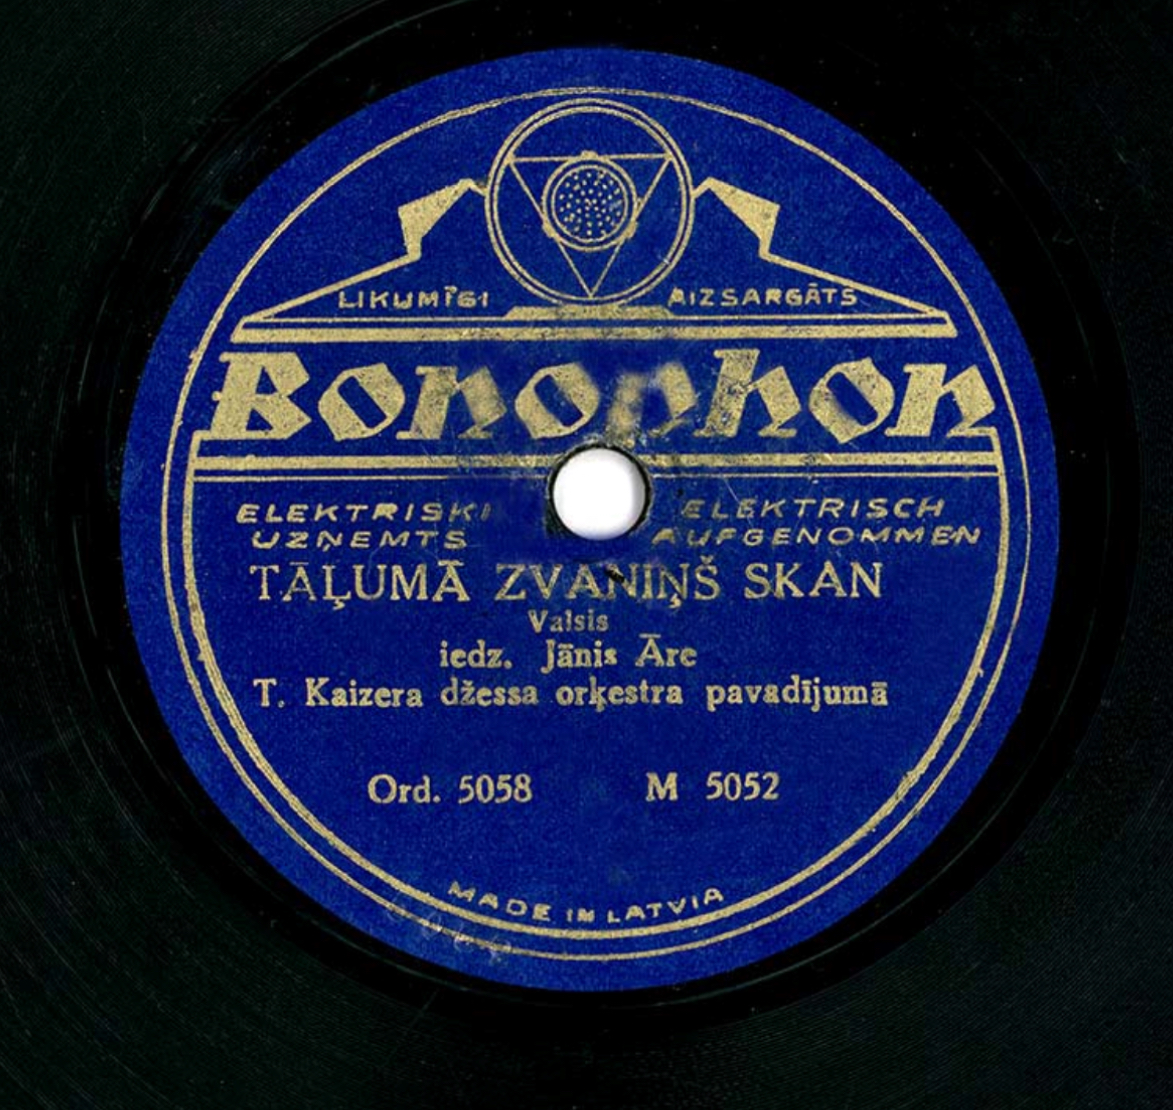 LIKUMĪGI AIZSARGĀTS
Bonophon
ELEKTRISKI ELEKTRISCH
UZŅEMTS AUFGENOMMEN
TĀĻUMĀ ZVANIŅŠ SKAN
Valsis
iedz. Jānis Āre
T. Kaizera džessa orķestra pavadījumā
Ord. 5058 M 5052
MADE IN LATVIA